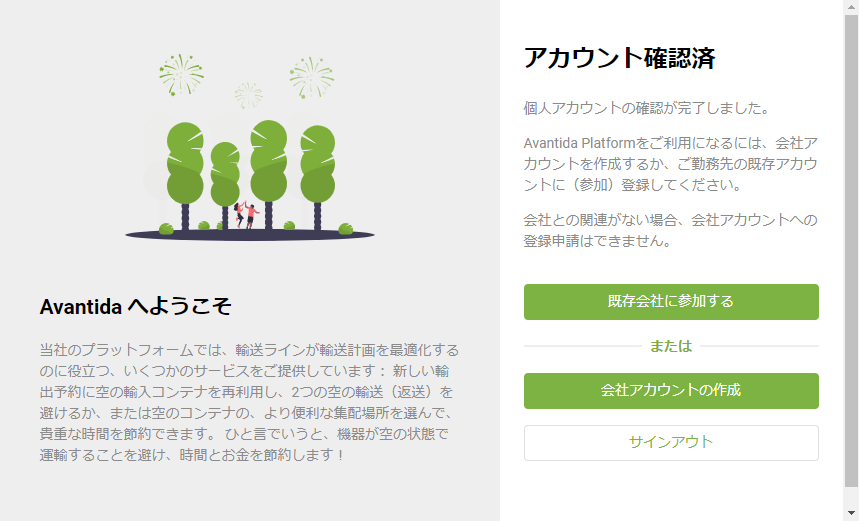 Avantida へようこそ
当社のプラットフォームでは、輸送ラインが輸送計画を最適化する
のに役立つ、いくつかのサービスをご提供しています： 新しい輸
出予約に空の輸入コンテナを再利用し、2つの空の輸送（返送）を
避けるか、または空のコンテナの、より便利な集配場所を選んで、
貴重な時間を節約できます。 ひと言でいうと、機器が空の状態で
運輸することを避け、時間とお金を節約します！
アカウント確認済
個人アカウントの確認が完了しました。
Avantida Platformをご利用になるには、会社ア
カウントを作成するか、ご勤務先の既存アカウ
ントに（参加）登録してください。
会社との関連がない場合、会社アカウントへの
登録申請はできません。
既存会社に参加する
または
会社アカウントの作成
サインアウト